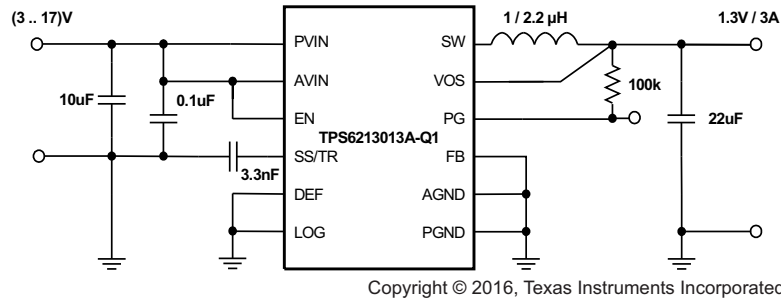 (3 .. 17)V
1 / 2.2 µH
1.3V / 3A
PVIN
SW
AVIN
VOS
10uF
0.1uF
100k
EN
PG
22uF
TPS6213013A-Q1
SS/TR
FB
3.3nF
DEF
AGND
LOG
PGND
Copyright © 2016, Texas Instruments Incorporated